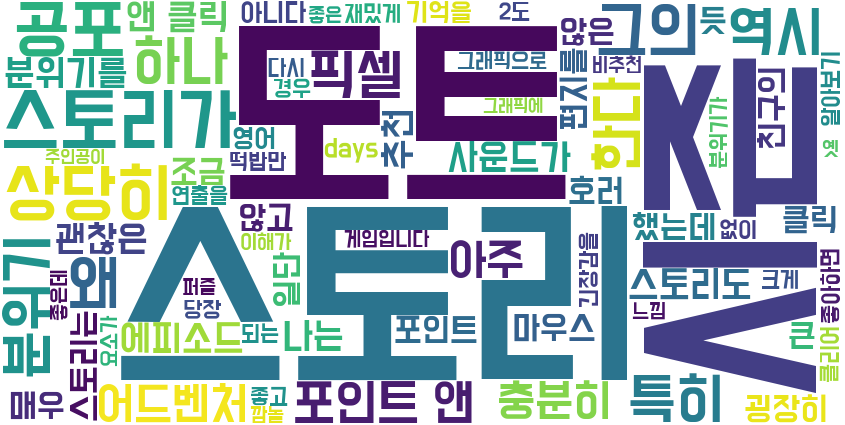 공포
앤 클릭
아니다
좋은
재밌게
기억을
2도
않은
그의
듯
역시
분위기를
하나
다시
경우
픽셀
도트
그래픽으로
비추천
를
편지
알아보기
스토리가
영어
떡밥만
days
추천
그래픽에
한다
분위기가
친구의
주인공이
조금
사운드가
상당히
연출을
호러
클릭
괜찮은
않고
이해가
게임입니다
아주
긴장감을
했는데
없이
분위기
좋은데
왜
퍼즐
당장
일단
스토리
스토리도
크게
느낌
좋아하면
스토리는
요소가
에피소드
되는
나는
포인트
마우스
큰
클리어
매우
어드벤처
좋고
깜놀
포인트 앤
충분히
특히
굉장히